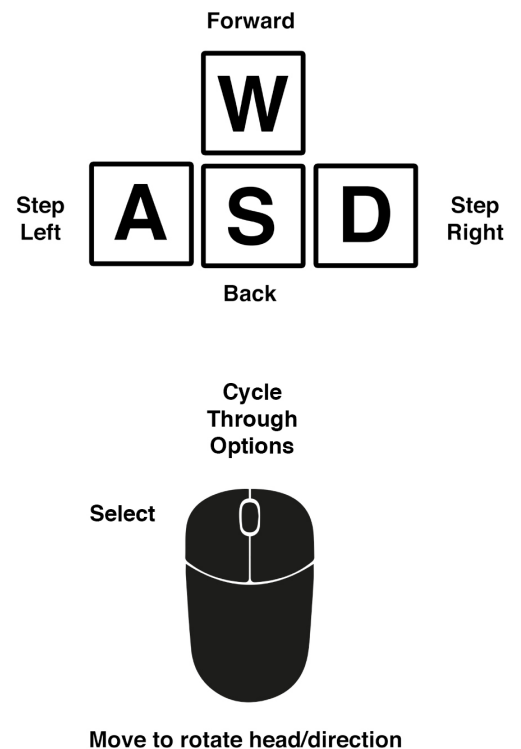 Forward
W
Step
Left
A
S
D
Step
Right
Back
Cycle
Through
Options
Select
Move to rotate head/direction